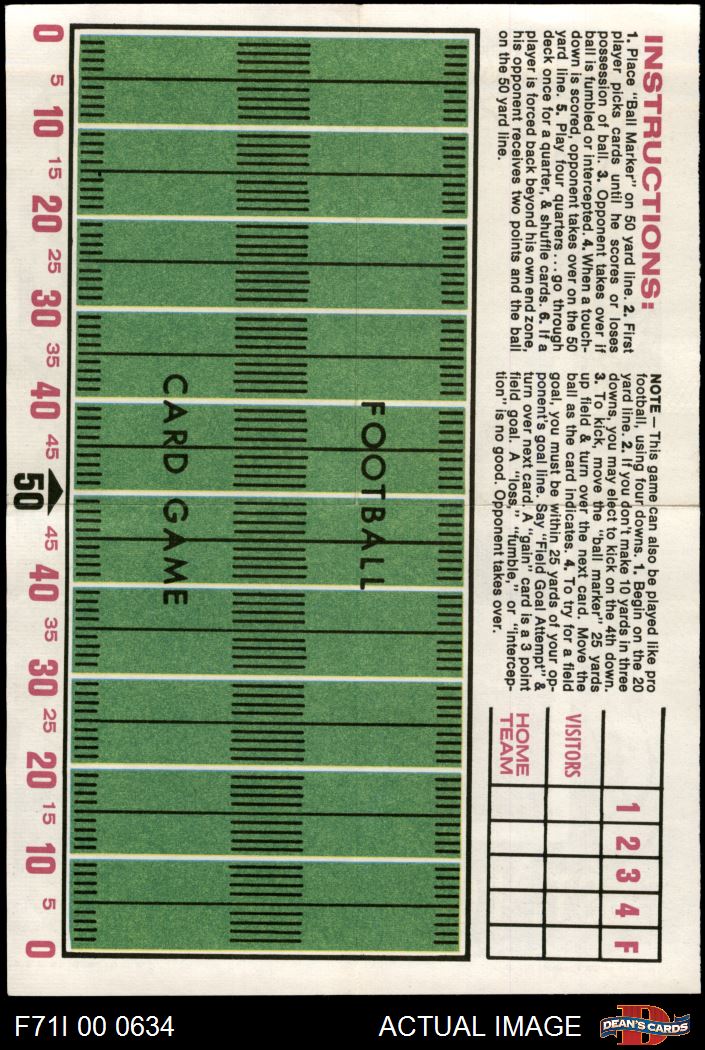 INSTRUCTIONS:
1. Place "Ball Marker" on 50 yard line. 2. First
player picks cards until he scores or loses
possession of ball. 3. Opponent takes over if
ball is fumbled or intercepted. 4. When a touch-
down is scored, opponent takes over on the 50
yard line. 5. Play four quarters...go through
deck once for a quarter, & shuffle cards. 6. If a
player is forced back beyond his own end zone,
his opponent receives two points and the ball
on the 50 yard line.
NOTE — This game can also be played like pro
football, using four downs. 1. Begin on the 20
yard line. 2. If you don't make 10 yards in three
downs, you may elect to kick on the 4th down.
3. To kick, move the "ball marker" 25 yards
up field & turn over the next card. Move the
ball as the card indicates. 4. To try for a field
goal, you must be within 25 yards of your op-
ponent's goal line. Say "Field Goal Attempt" &
turn over next card. A "gain" card is a 3 point
field goal. A "loss," "fumble," or "intercep-
tion" is no good. Opponent takes over.
1 2 3 4 F
VISITORS
HOME
TEAM
FOOTBALL
CARD GAME
0 5 10 15 20 25 30 35 40 45 50 45 40 35 30 25 20 15 10 5 0
F71I 00 0634
ACTUAL IMAGE
D
DEAN'S CARDS